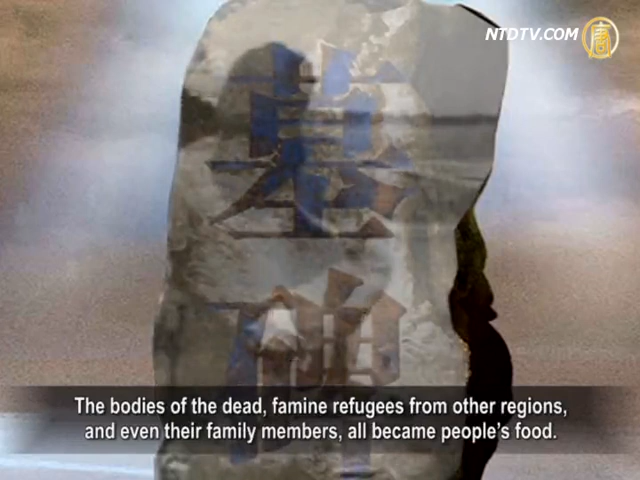 NTDTV.COM
墓
碑
The bodies of the dead, famine refugees from other regions,
and even their family members, all became people's food.